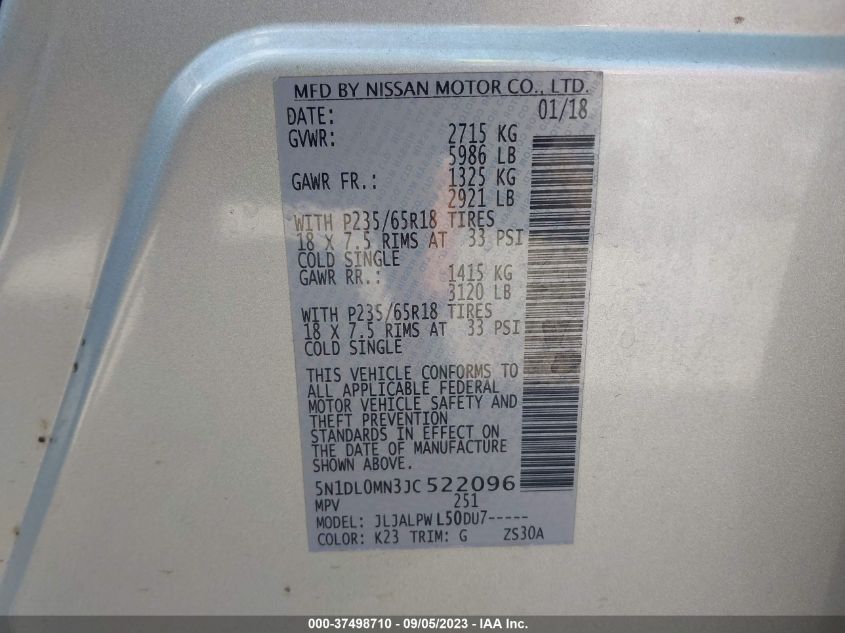 MFD BY NISSAN MOTOR CO., LTD.
DATE: 01/18
GVWR: 2715 KG
5986 LB
GAWR FR.: 1325 KG
2921 LB
WITH P235/65R18 TIRES
18 X 7.5 RIMS AT 33 PSI
COLD SINGLE
GAWR RR.: 1415 KG
3120 LB
WITH P235/65R18 TIRES
18 X 7.5 RIMS AT 33 PSI
COLD SINGLE
THIS VEHICLE CONFORMS TO
ALL APPLICABLE FEDERAL
MOTOR VEHICLE SAFETY AND
THEFT PREVENTION
STANDARDS IN EFFECT ON
THE DATE OF MANUFACTURE
SHOWN ABOVE.
5N1DL0MN3JC522096
MPV 251
MODEL: JLJALPWL50DU7-----
COLOR: K23 TRIM: G ZS30A
000-37498710 - 09/05/2023 - IAA Inc.